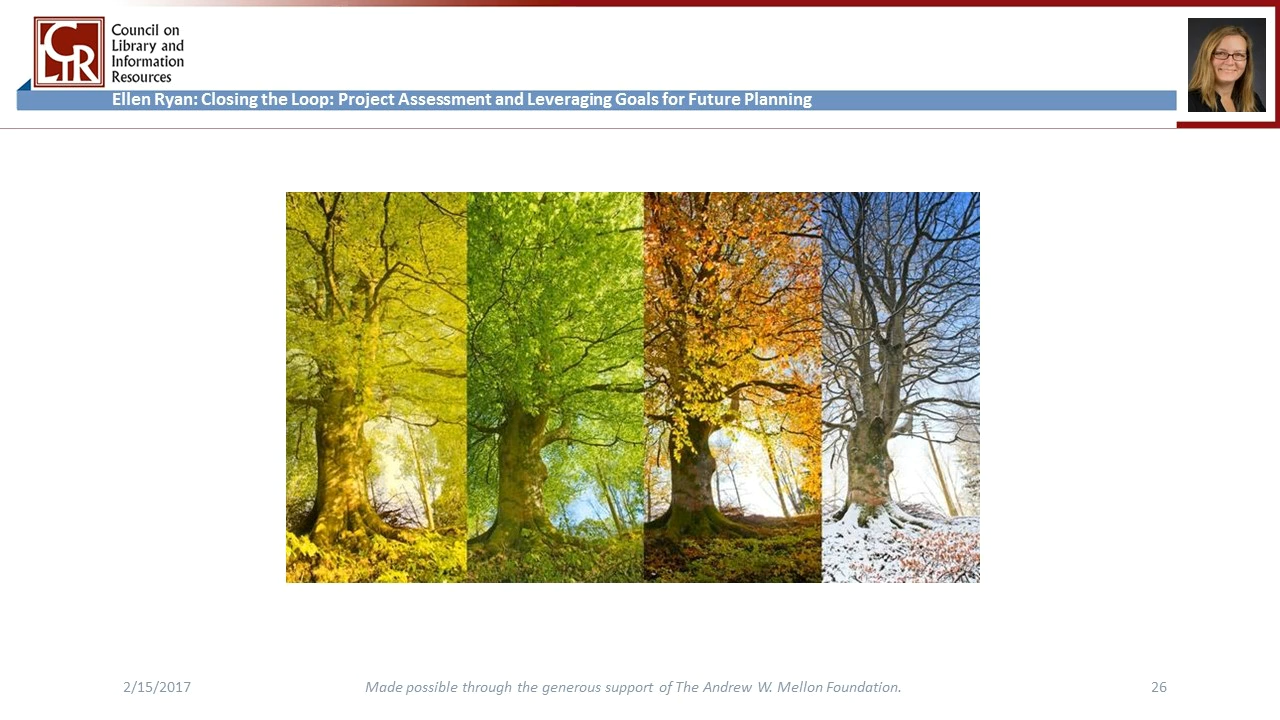 CLIR
Council on
Library and
Information
Resources
Ellen Ryan: Closing the Loop: Project Assessment and Leveraging Goals for Future Planning
2/15/2017
Made possible through the generous support of The Andrew W. Mellon Foundation.
26